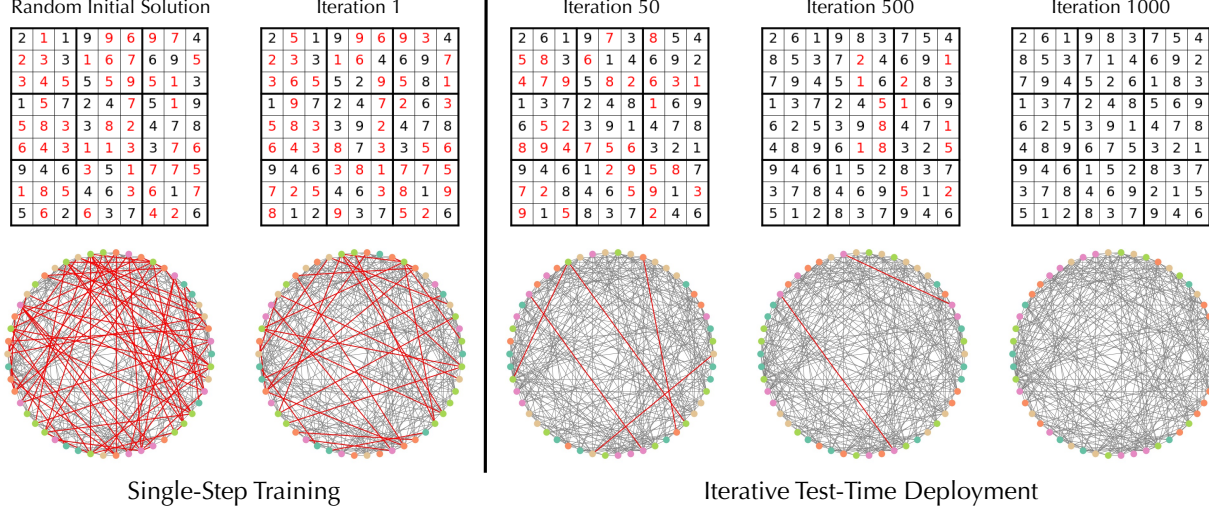 Random Initial Solution
Iteration 1
Iteration 50
Iteration 500
Iteration 1000
2 1 1 9 9 6 9 7 4
2 3 3 1 6 7 6 9 5
3 4 5 5 5 9 5 1 3
1 5 7 2 4 7 5 1 9
5 8 3 3 8 2 4 7 8
6 4 3 1 1 3 3 7 6
9 4 6 3 5 1 7 7 5
1 8 5 4 6 3 6 1 7
5 6 2 6 3 7 4 2 6
2 5 1 9 9 6 9 3 4
2 3 3 1 6 4 6 9 7
3 6 5 5 2 9 5 8 1
1 9 7 2 4 7 2 6 3
5 8 3 3 9 2 4 7 8
6 4 3 8 7 3 3 5 6
9 4 6 3 8 1 7 7 5
7 2 5 4 6 3 8 1 9
8 1 2 9 3 7 5 2 6
2 6 1 9 7 3 8 5 4
5 8 3 6 1 4 6 9 2
4 7 9 5 8 2 6 3 1
1 3 7 2 4 8 1 6 9
6 5 2 3 9 1 4 7 8
8 9 4 7 5 6 3 2 1
9 4 6 1 2 9 5 8 7
7 2 8 4 6 5 9 1 3
9 1 5 8 3 7 2 4 6
2 6 1 9 8 3 7 5 4
8 5 3 7 2 4 6 9 1
7 9 4 5 1 6 2 8 3
1 3 7 2 4 5 1 6 9
6 2 5 3 9 8 4 7 1
4 8 9 6 1 8 3 2 5
9 4 6 1 5 2 8 3 7
3 7 8 4 6 9 5 1 2
5 1 2 8 3 7 9 4 6
2 6 1 9 8 3 7 5 4
8 5 3 7 1 4 6 9 2
7 9 4 5 2 6 1 8 3
1 3 7 2 4 8 5 6 9
6 2 5 3 9 1 4 7 8
4 8 9 6 7 5 3 2 1
9 4 6 1 5 2 8 3 7
3 7 8 4 6 9 2 1 5
5 1 2 8 3 7 9 4 6
Single-Step Training
Iterative Test-Time Deployment